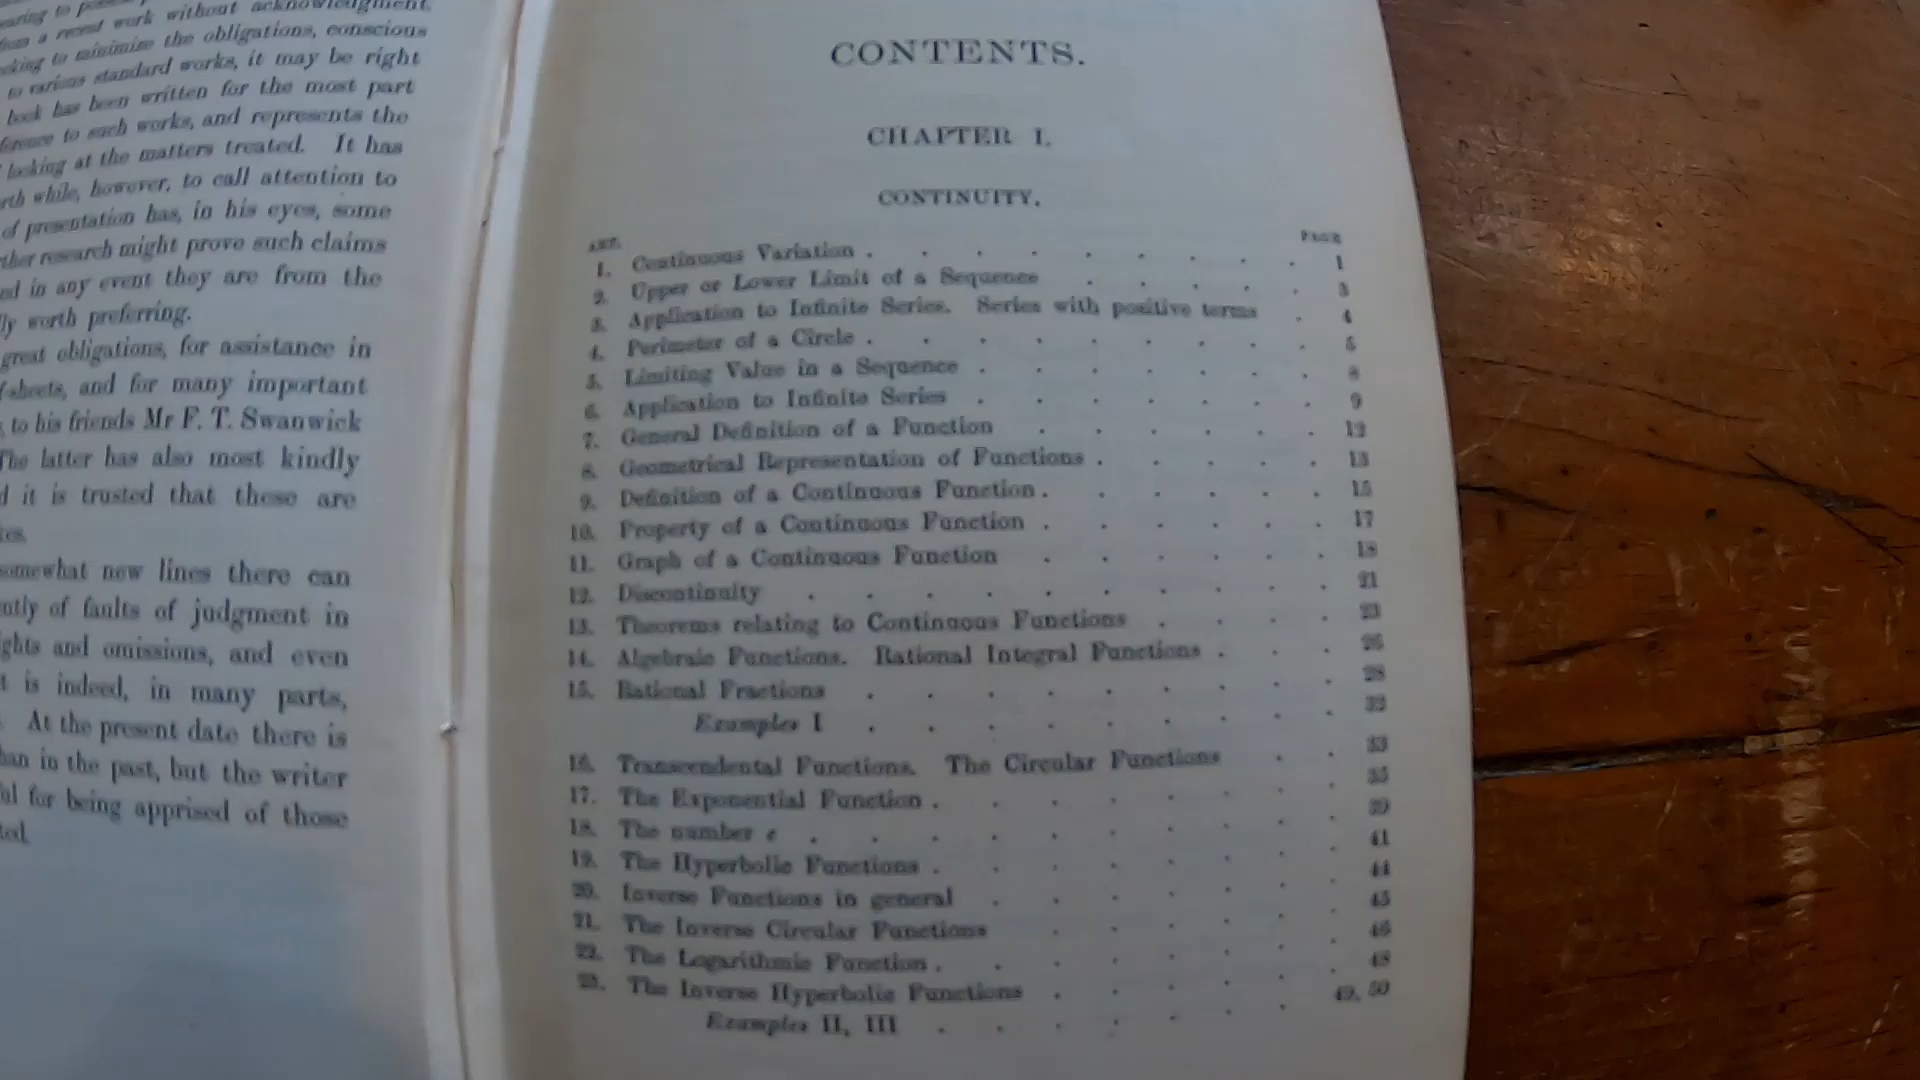 from a recent work without acknowledgment.
to minimize the obligations, conscious
to various standard works, it may be right
book has been written for the most part
to such works, and represents the
looking at the matters treated. It has
while, however, to call attention to
of presentation has, in his eyes, some
research might prove such claims
in any event they are from the
worth preferring.
great obligations, for assistance in
sheets, and for many important
to his friends Mr F. T. Swanwick
The latter has also most kindly
it is trusted that these are
somewhat new lines there can
of faults of judgment in
and omissions, and even
is indeed, in many parts,
At the present date there is
than in the past, but the writer
for being apprised of those
CONTENTS.
CHAPTER I.
CONTINUITY.
ART. PAGE
1. Continuous Variation . . . . . . . . 1
2. Upper or Lower Limit of a Sequence . . . . . 3
3. Application to Infinite Series. Series with positive terms . 4
4. Perimeter of a Circle . . . . . . . .
5. Limiting Value in a Sequence . . . . . . . 8
6. Application to Infinite Series . . . . . . . 9
7. General Definition of a Function . . . . . . 12
8. Geometrical Representation of Functions . . . . . 13
9. Definition of a Continuous Function . . . . . . 15
10. Property of a Continuous Function . . . . . . 17
11. Graph of a Continuous Function . . . . . . 18
12. Discontinuity . . . . . . . . . . 21
13. Theorems relating to Continuous Functions . . . . 23
14. Algebraic Functions. Rational Integral Functions . . . 26
15. Rational Fractions . . . . . . . . . 28
Examples I . . . . . . . . . 32
16. Transcendental Functions. The Circular Functions . . 33
17. The Exponential Function . . . . . . . . 35
18. The number e . . . . . . . . . . 39
19. The Hyperbolic Functions . . . . . . . . 41
20. Inverse Functions in general . . . . . . . 44
21. The Inverse Circular Functions . . . . . . 45
22. The Logarithmic Function . . . . . . . . 46
23. The Inverse Hyperbolic Functions . . . . . . 48
Examples II, III . . . . . . . 49, 50